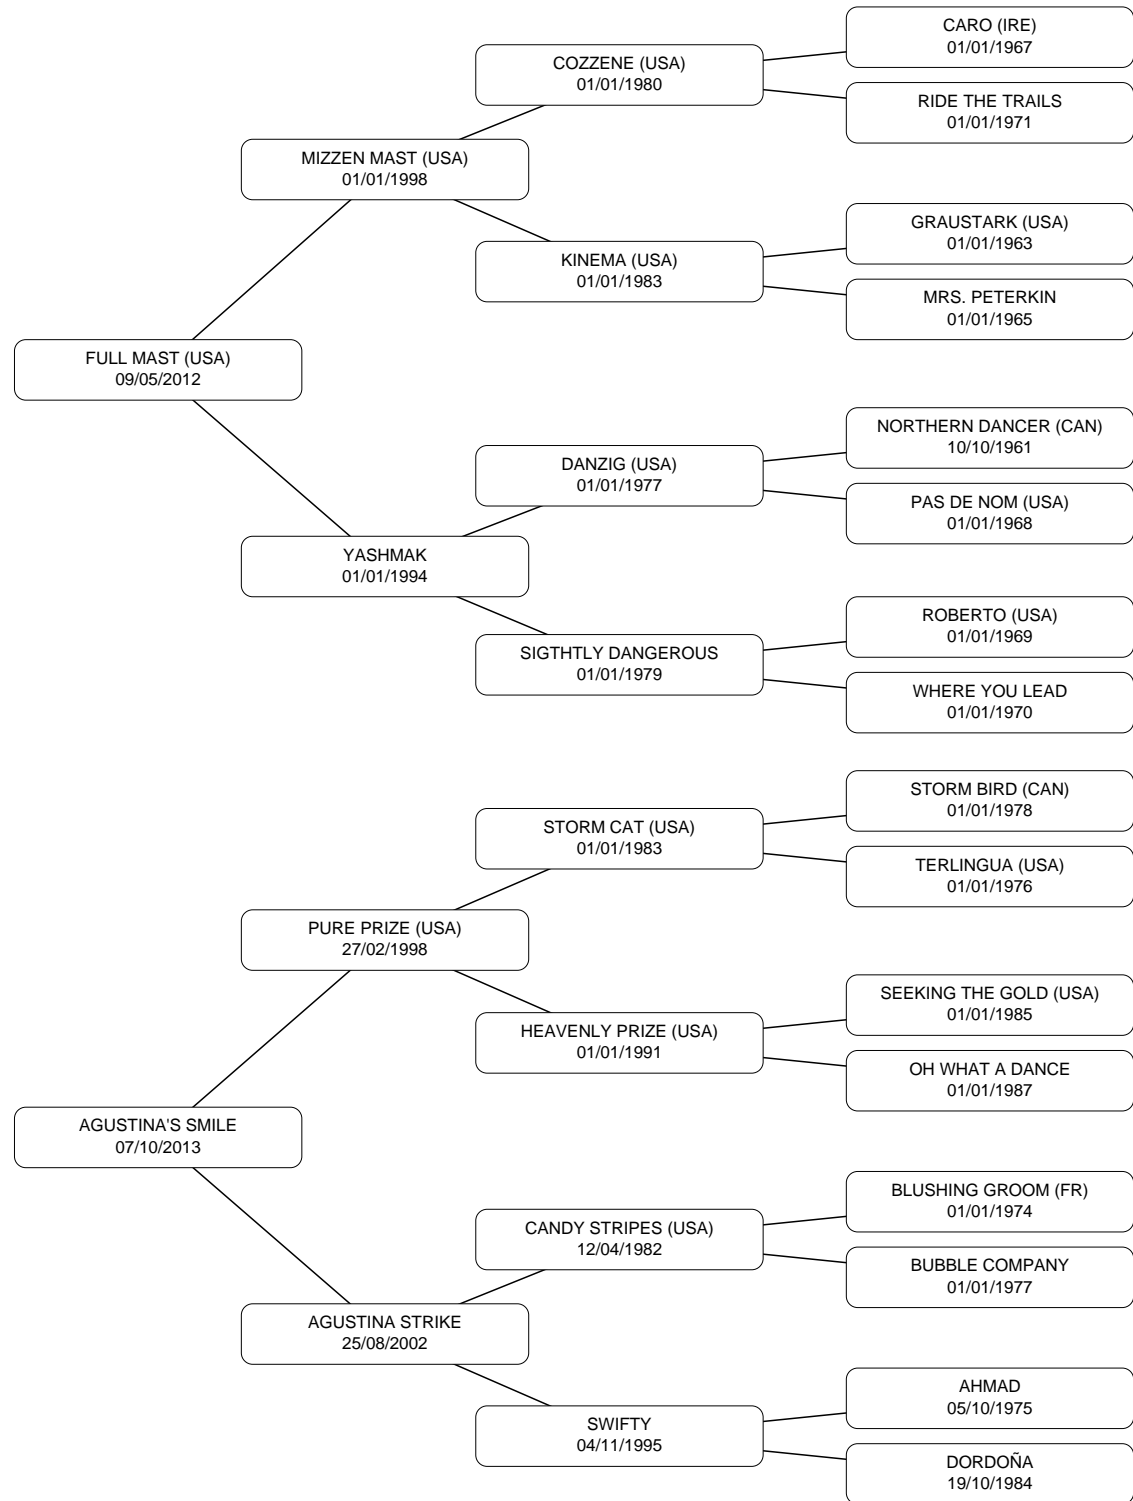 CARO (IRE)
01/01/1967
COZZENE (USA)
01/01/1980
RIDE THE TRAILS
01/01/1971
MIZZEN MAST (USA)
01/01/1998
GRAUSTARK (USA)
01/01/1963
KINEMA (USA)
01/01/1983
MRS. PETERKIN
01/01/1965
FULL MAST (USA)
09/05/2012
NORTHERN DANCER (CAN)
10/10/1961
DANZIG (USA)
01/01/1977
PAS DE NOM (USA)
01/01/1968
YASHMAK
01/01/1994
ROBERTO (USA)
01/01/1969
SIGTHTLY DANGEROUS
01/01/1979
WHERE YOU LEAD
01/01/1970
STORM BIRD (CAN)
01/01/1978
STORM CAT (USA)
01/01/1983
TERLINGUA (USA)
01/01/1976
PURE PRIZE (USA)
27/02/1998
SEEKING THE GOLD (USA)
01/01/1985
HEAVENLY PRIZE (USA)
01/01/1991
OH WHAT A DANCE
01/01/1987
AGUSTINA'S SMILE
07/10/2013
BLUSHING GROOM (FR)
01/01/1974
CANDY STRIPES (USA)
12/04/1982
BUBBLE COMPANY
01/01/1977
AGUSTINA STRIKE
25/08/2002
AHMAD
05/10/1975
SWIFTY
04/11/1995
DORDOÑA
19/10/1984